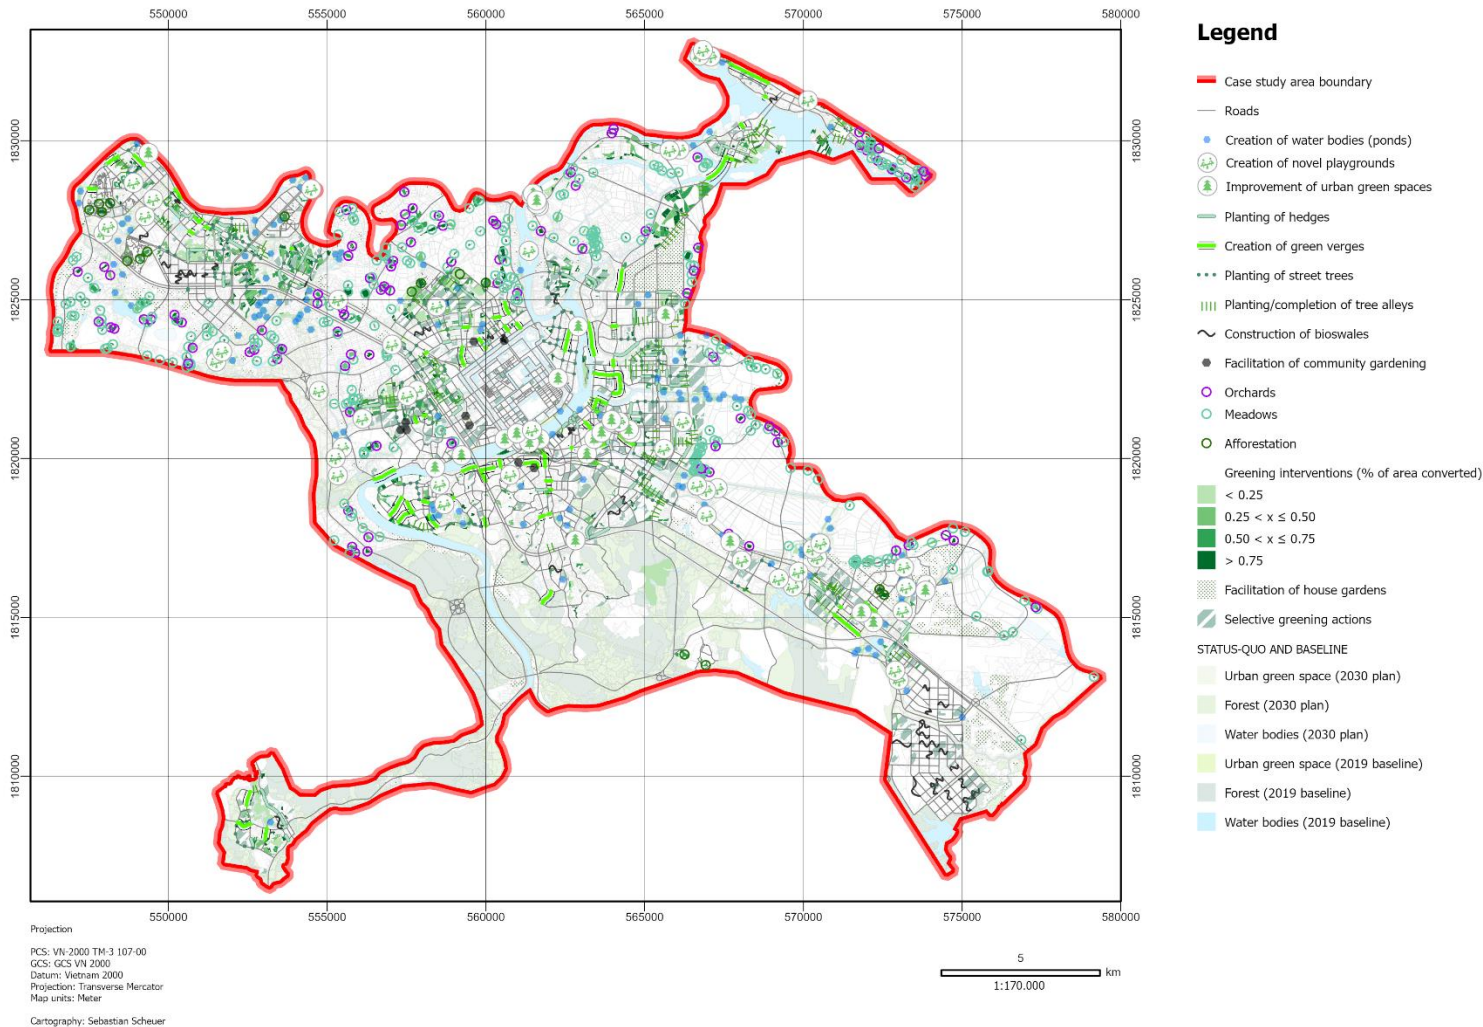 550000 555000 560000 565000 570000 575000 580000
1830000 1830000
1825000 1825000
1820000 1820000
1815000 1815000
1810000 1810000
550000 555000 560000 565000 570000 575000 580000
Legend
Case study area boundary
Roads
Creation of water bodies (ponds)
Creation of novel playgrounds
Improvement of urban green spaces
Planting of hedges
Creation of green verges
Planting of street trees
Planting/completion of tree alleys
Construction of bioswales
Facilitation of community gardening
Orchards
Meadows
Afforestation
Greening interventions (% of area converted)
< 0.25
0.25 < x ≤ 0.50
0.50 < x ≤ 0.75
> 0.75
Facilitation of house gardens
Selective greening actions
STATUS-QUO AND BASELINE
Urban green space (2030 plan)
Forest (2030 plan)
Water bodies (2030 plan)
Urban green space (2019 baseline)
Forest (2019 baseline)
Water bodies (2019 baseline)
Projection
PCS: VN-2000 TM-3 107-00
GCS: GCS VN 2000
Datum: Vietnam 2000
Projection: Transverse Mercator
Map units: Meter
Cartography: Sebastian Scheuer
5
km
1:170.000